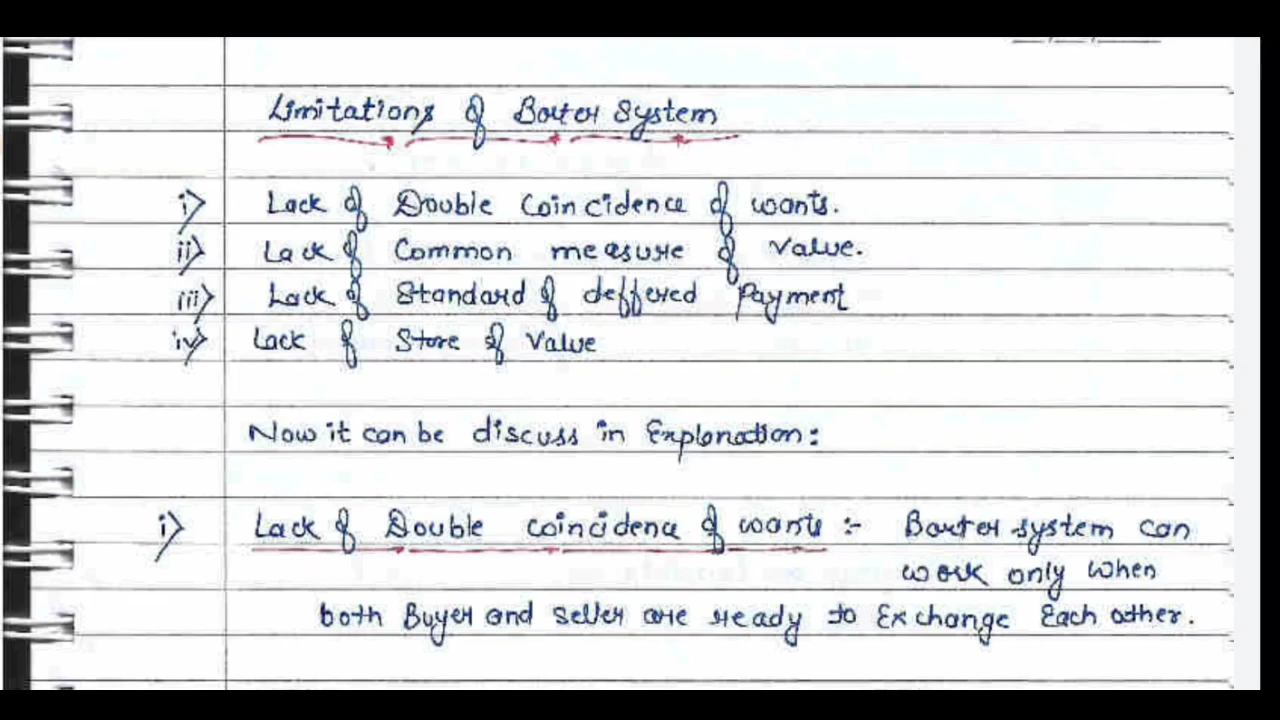 Limitations of Barter System
i) Lack of Double Coincidence of wants.
ii) Lack of Common measure of Value.
iii) Lack of Standard of deffered Payment
iv) Lack of Store of Value
Now it can be discuss in Explanation:
i) Lack of Double coincidence of wants :- Barter system can
work only when
both Buyer and seller are ready to Exchange Each other.